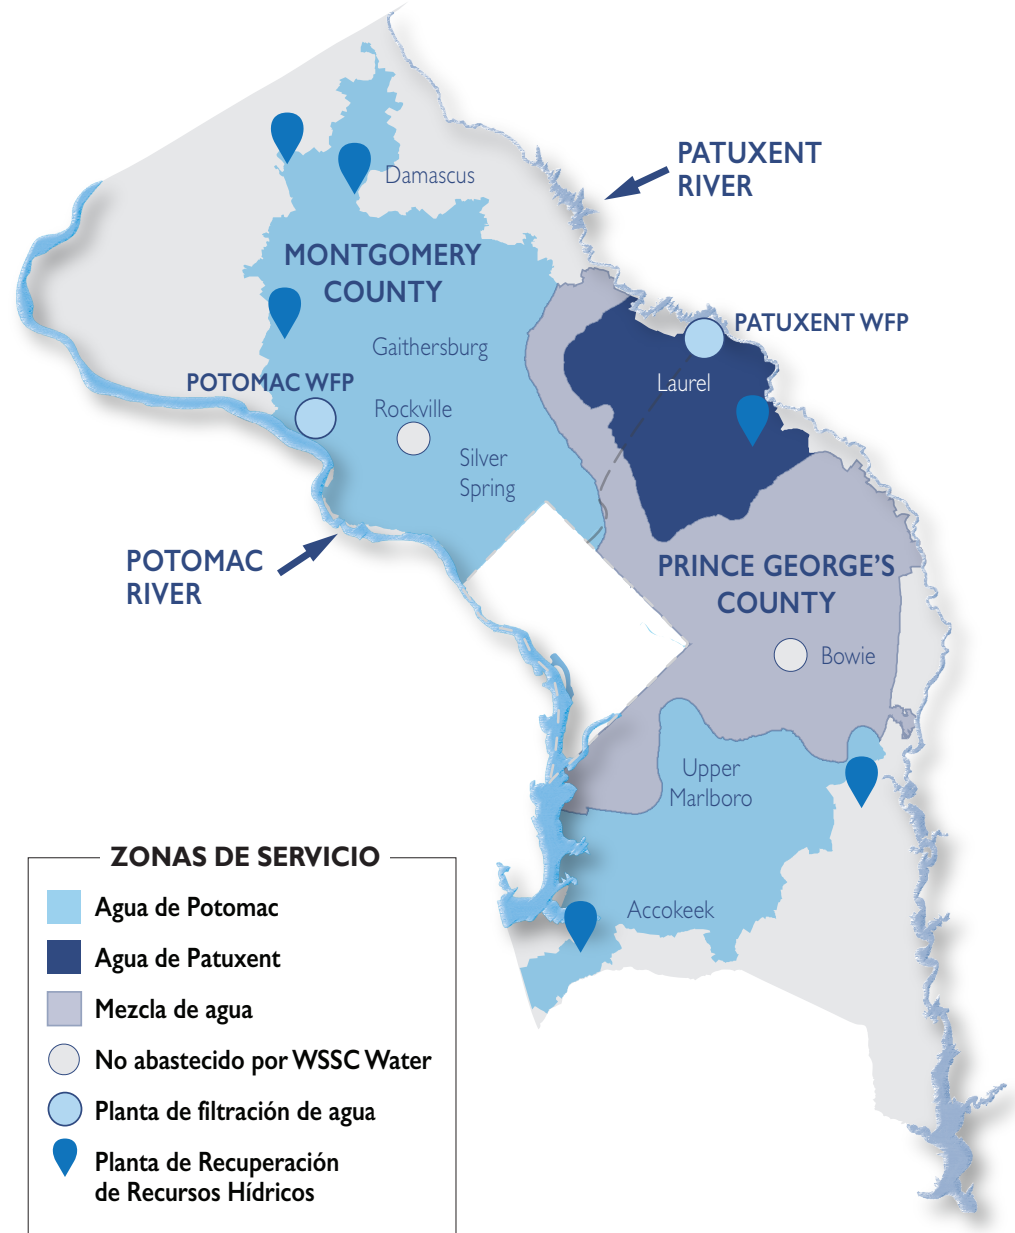 PATUXENT
RIVER
Damascus
MONTGOMERY
COUNTY
PATUXENT WFP
Gaithersburg
POTOMAC WFP
Laurel
Rockville
Silver
Spring
POTOMAC
RIVER
PRINCE GEORGE'S
COUNTY
Bowie
Upper
Marlboro
Accokeek
ZONAS DE SERVICIO
Agua de Potomac
Agua de Patuxent
Mezcla de agua
No abastecido por WSSC Water
Planta de filtración de agua
Planta de Recuperación
de Recursos Hídricos